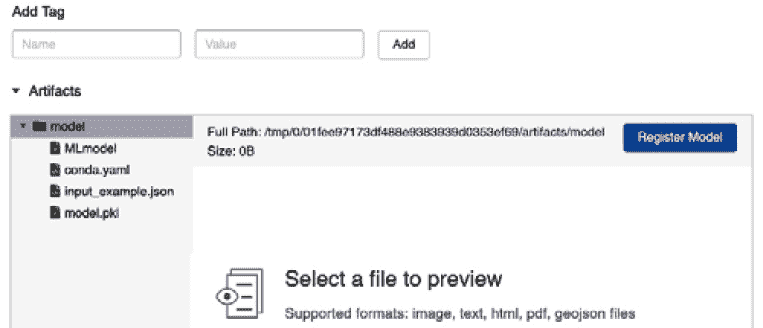 Add Tag
Name Value Add
Artifacts
model
MLmodel
conda.yaml
input_example.json
model.pkl
Full Path: /tmp/0/01fee97173df488e9383939d0353ef69/artifacts/model
Size: 0B
Register Model
Select a file to preview
Supported formats: image, text, html, pdf, geojson files